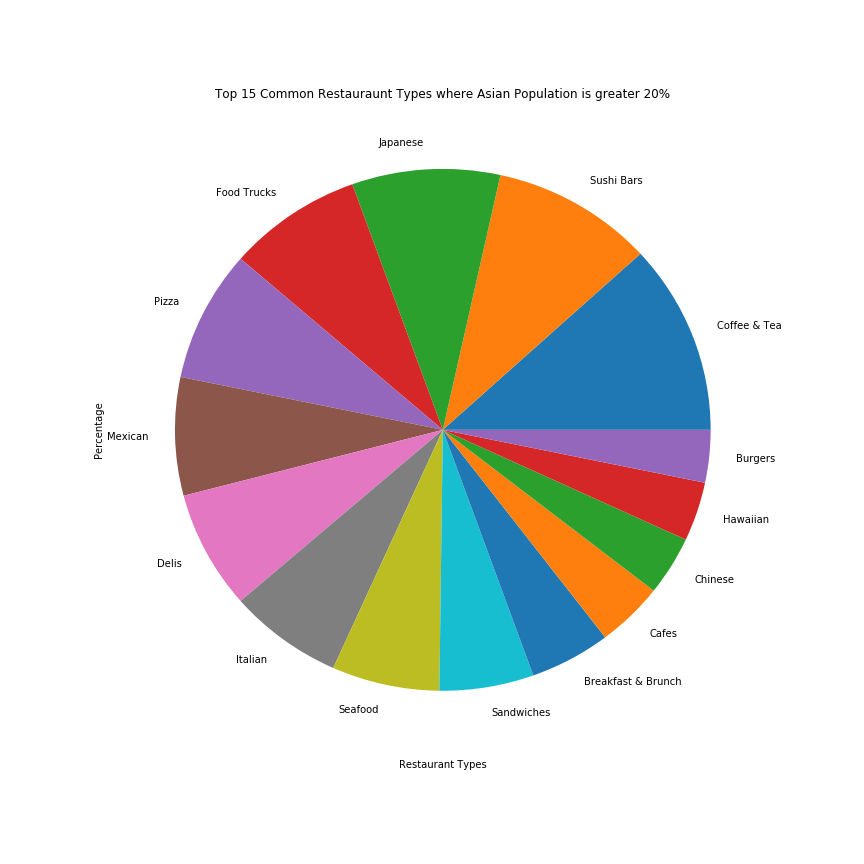 Top 15 Common Restauraunt Types where Asian Population is greater 20%
Japanese
Sushi Bars
Food Trucks
Pizza
Coffee & Tea
Percentage
Mexican
Burgers
Hawaiian
Delis
Chinese
Cafes
Italian
Breakfast & Brunch
Seafood
Sandwiches
Restaurant Types